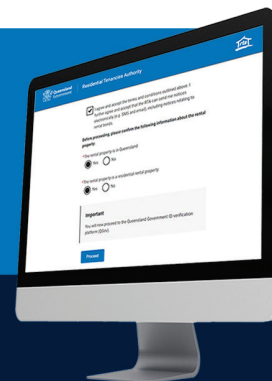 Queensland
Government
Residential Tenancies Authority
rta
I agree and accept the terms and conditions outlined above. I
further agree and accept that the RTA can send me notices
electronically (e.g. SMS and email), including notices relating to
rental bonds.
Before proceeding, please confirm the following information about the rental
property.
*The rental property is in Queensland
Yes No
*The rental property is a residential rental property
Yes No
Important
You will now proceed to the Queensland Government ID verification
platform (QGov).
Proceed